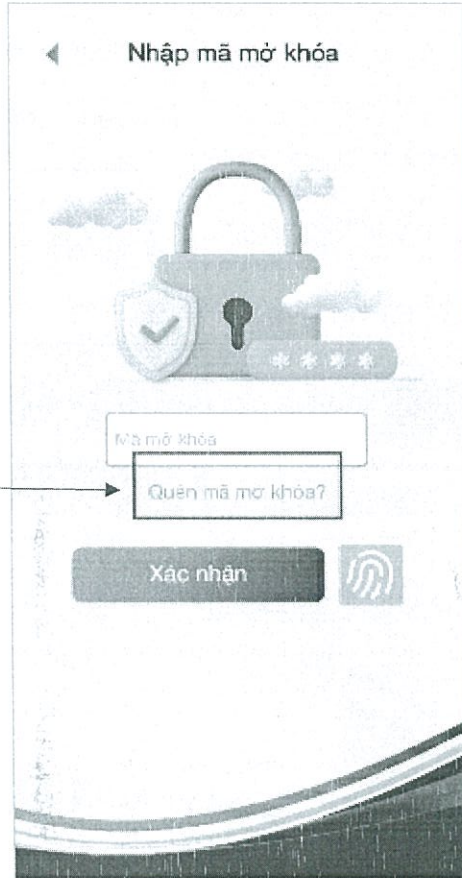 Nhập mã mở khóa
* * * *
Mã mở khóa
Quên mã mở khóa?
Xác nhận